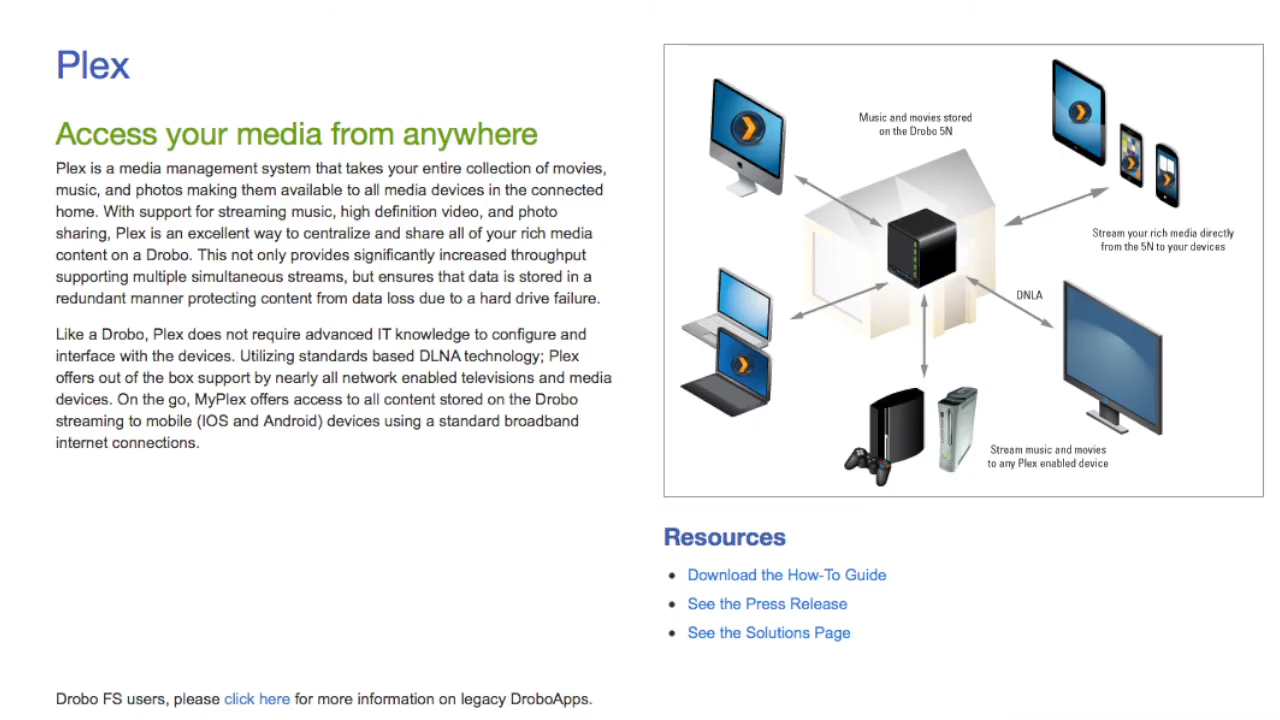 Plex
Access your media from anywhere
Plex is a media management system that takes your entire collection of movies,
music, and photos making them available to all media devices in the connected
home. With support for streaming music, high definition video, and photo
sharing, Plex is an excellent way to centralize and share all of your rich media
content on a Drobo. This not only provides significantly increased throughput
supporting multiple simultaneous streams, but ensures that data is stored in a
redundant manner protecting content from data loss due to a hard drive failure.
Like a Drobo, Plex does not require advanced IT knowledge to configure and
interface with the devices. Utilizing standards based DLNA technology; Plex
offers out of the box support by nearly all network enabled televisions and media
devices. On the go, MyPlex offers access to all content stored on the Drobo
streaming to mobile (IOS and Android) devices using a standard broadband
internet connections.
Music and movies stored
on the Drobo 5N
Stream your rich media directly
from the 5N to your devices
DNLA
Stream music and movies
to any Plex enabled device
Resources
• Download the How-To Guide
• See the Press Release
• See the Solutions Page
Drobo FS users, please click here for more information on legacy DroboApps.